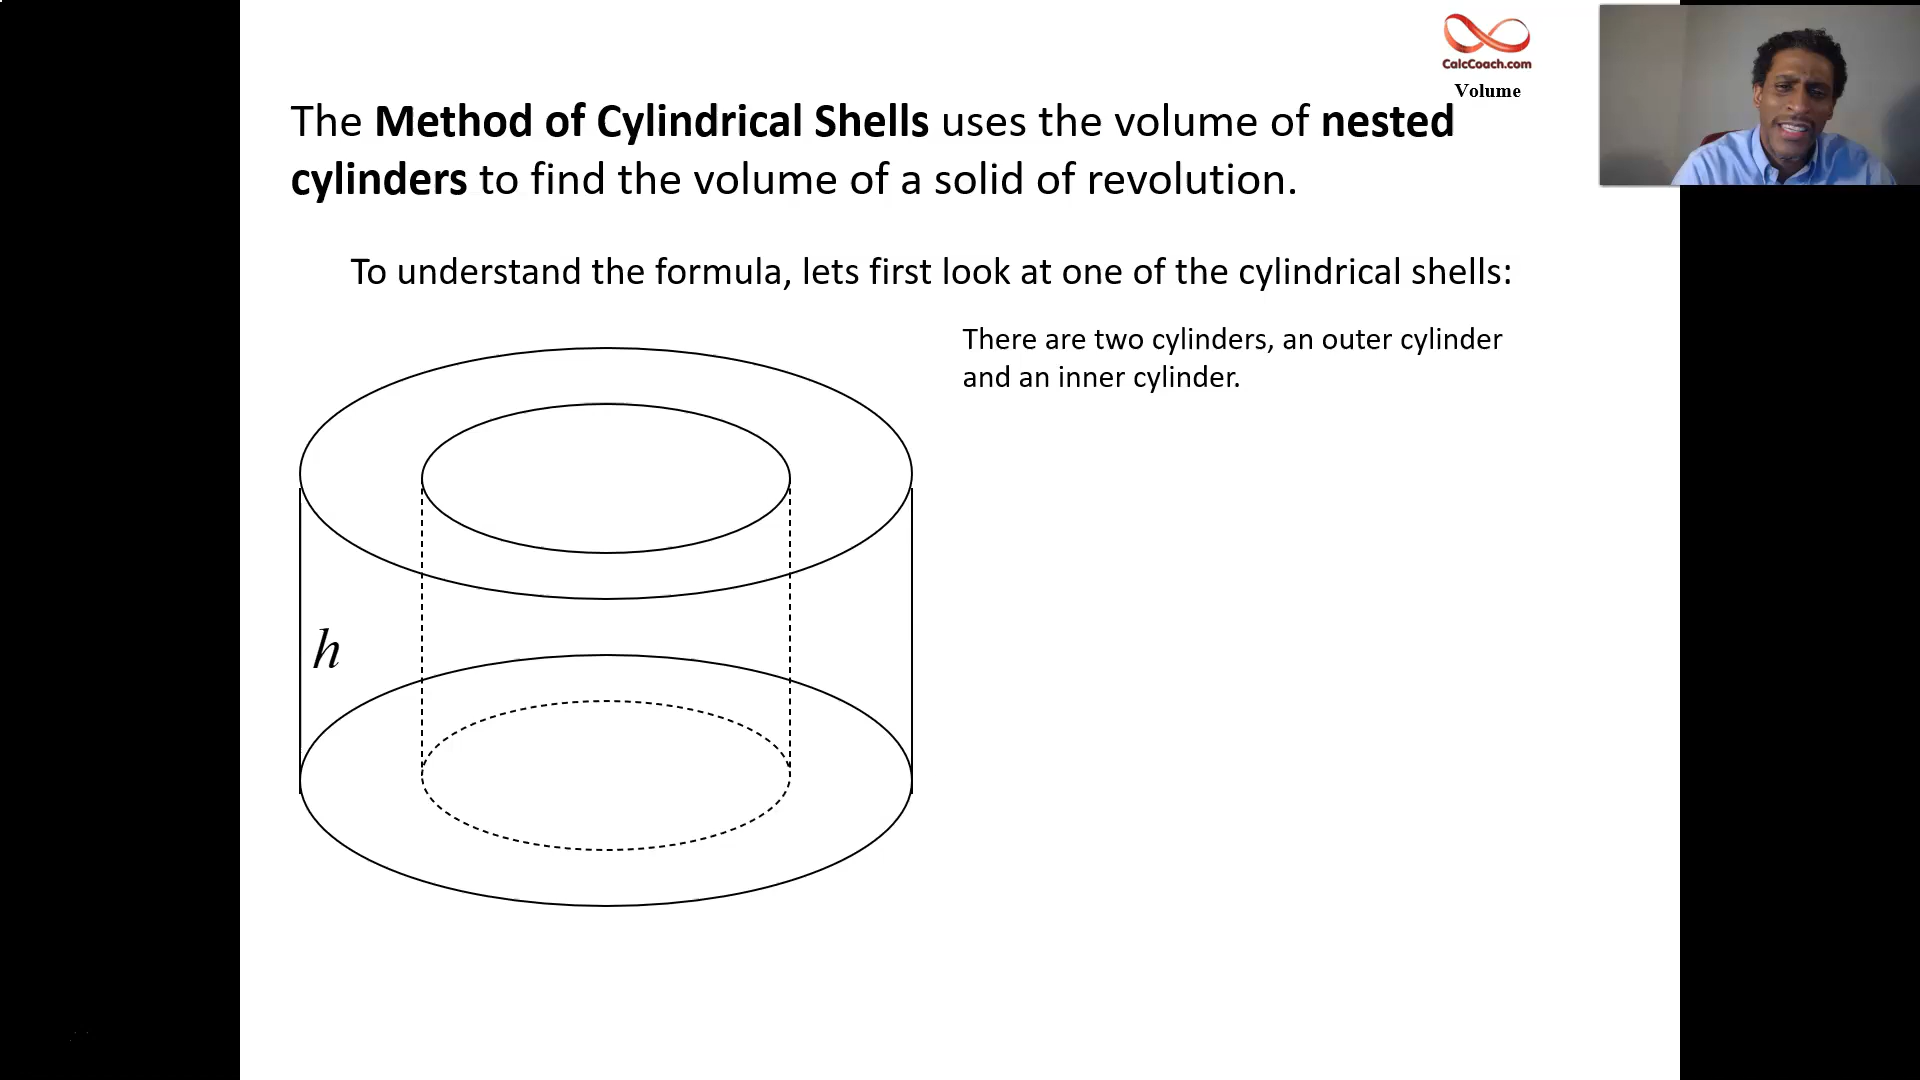 CalcCoach.com
Volume
The Method of Cylindrical Shells uses the volume of nested
cylinders to find the volume of a solid of revolution.
To understand the formula, lets first look at one of the cylindrical shells:
There are two cylinders, an outer cylinder
and an inner cylinder.
h